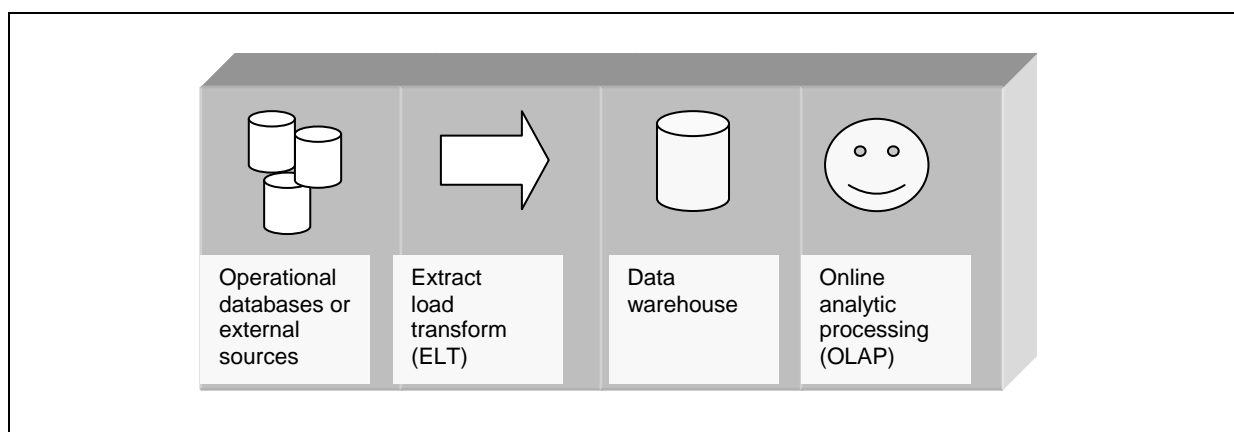 Operational
databases or
external
sources
Extract
load
transform
(ELT)
Data
warehouse
Online
analytic
processing
(OLAP)